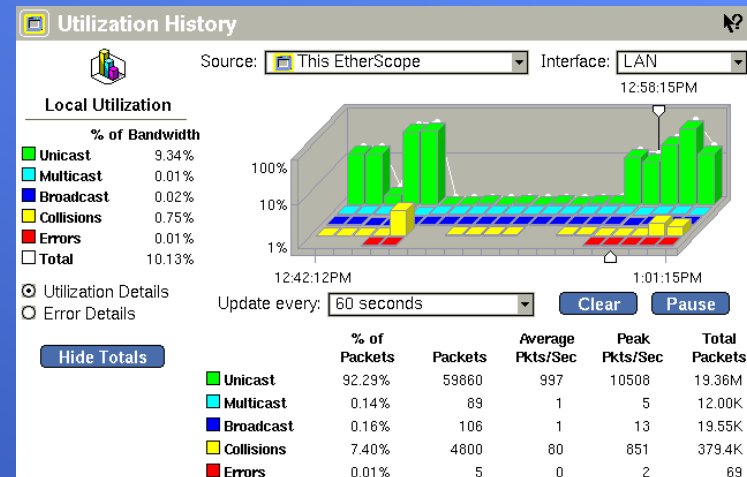 Utilization History
Source: This EtherScope Interface: LAN
12:58:15PM
Local Utilization
% of Bandwidth
Unicast 9.34%
Multicast 0.01%
Broadcast 0.02%
Collisions 0.75%
Errors 0.01%
Total 10.13%
100%
10%
1%
12:42:12PM 1:01:15PM
Utilization Details
Error Details
Update every: 60 seconds Clear Pause
Hide Totals
% of Packets Packets Average Pkts/Sec Peak Pkts/Sec Total Packets
Unicast 92.29% 59860 997 10508 19.36M
Multicast 0.14% 89 1 5 12.00K
Broadcast 0.16% 106 1 13 19.55K
Collisions 7.40% 4800 80 851 379.4K
Errors 0.01% 5 0 2 69